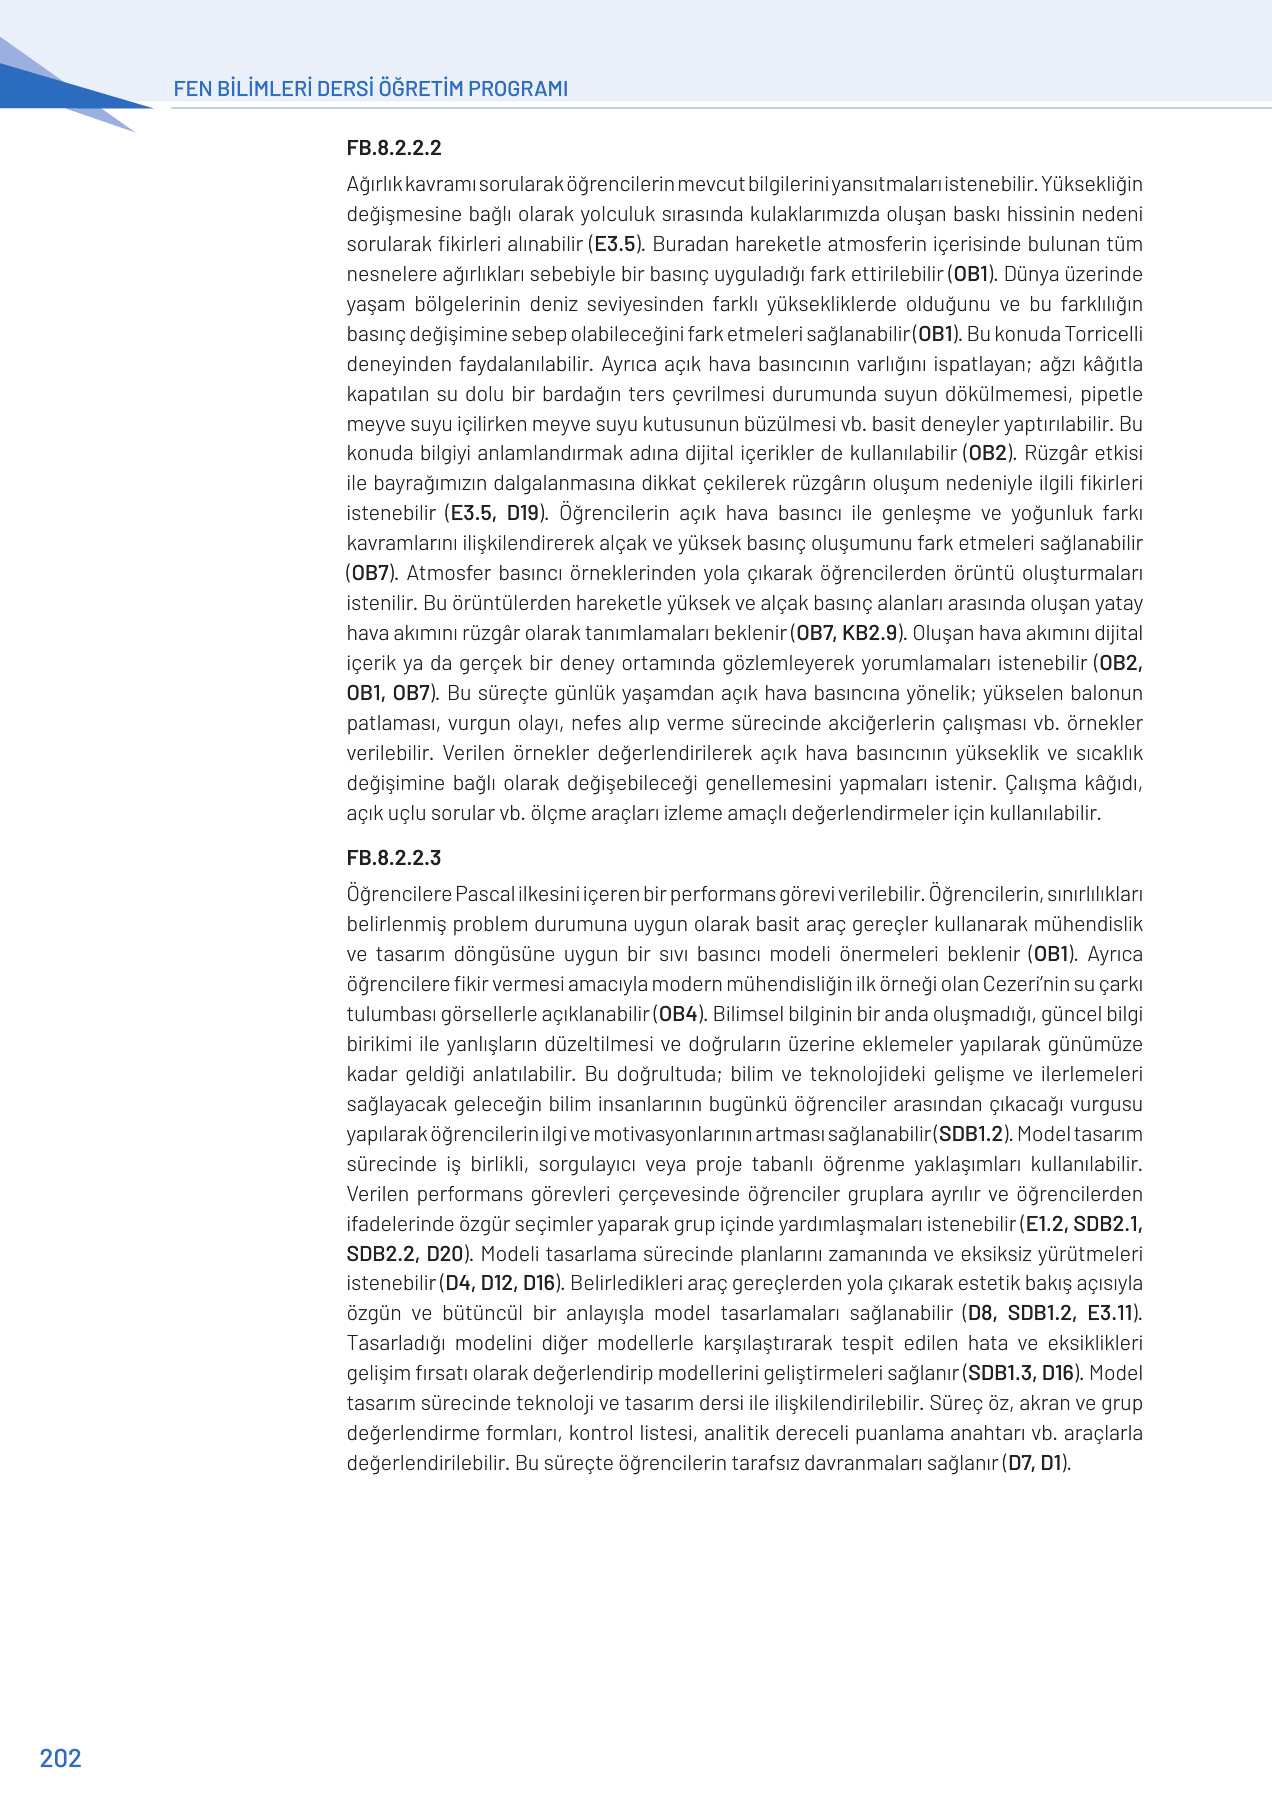 FEN BİLİMLERİ DERSİ ÖĞRETİM PROGRAMI
FB.8.2.2.2
Ağırlık kavramı sorularak öğrencilerin mevcut bilgilerini yansıtmaları istenebilir. Yüksekliğin
değişmesine bağlı olarak yolculuk sırasında kulaklarımızda oluşan baskı hissinin nedeni
sorularak fikirleri alınabilir (E3.5). Buradan hareketle atmosferin içerisinde bulunan tüm
nesnelere ağırlıkları sebebiyle bir basınç uyguladığı fark ettirilebilir (OB1). Dünya üzerinde
yaşam bölgelerinin deniz seviyesinden farklı yüksekliklerde olduğunu ve bu farklılığın
basınç değişimine sebep olabileceğini fark etmeleri sağlanabilir (OB1). Bu konuda Torricelli
deneyinden faydalanılabilir. Ayrıca açık hava basıncının varlığını ispatlayan; ağzı kâğıtla
kapatılan su dolu bir bardağın ters çevrilmesi durumunda suyun dökülmemesi, pipetle
meyve suyu içilirken meyve suyu kutusunun büzülmesi vb. basit deneyler yaptırılabilir. Bu
konuda bilgiyi anlamlandırmak adına dijital içerikler de kullanılabilir (OB2). Rüzgâr etkisi
ile bayrağımızın dalgalanmasına dikkat çekilerek rüzgârın oluşum nedeniyle ilgili fikirleri
istenebilir (E3.5, D19). Öğrencilerin açık hava basıncı ile genleşme ve yoğunluk farkı
kavramlarını ilişkilendirerek alçak ve yüksek basınç oluşumunu fark etmeleri sağlanabilir
(OB7). Atmosfer basıncı örneklerinden yola çıkarak öğrencilerden örüntü oluşturmaları
istenilir. Bu örüntülerden hareketle yüksek ve alçak basınç alanları arasında oluşan yatay
hava akımını rüzgâr olarak tanımlamaları beklenir (OB7, KB2.9). Oluşan hava akımını dijital
içerik ya da gerçek bir deney ortamında gözlemleyerek yorumlamaları istenebilir (OB2,
OB1, OB7). Bu süreçte günlük yaşamdan açık hava basıncına yönelik; yükselen balonun
patlaması, vurgun olayı, nefes alıp verme sürecinde akciğerlerin çalışması vb. örnekler
verilebilir. Verilen örnekler değerlendirilerek açık hava basıncının yükseklik ve sıcaklık
değişimine bağlı olarak değişebileceği genellemesini yapmaları istenir. Çalışma kâğıdı,
açık uçlu sorular vb. ölçme araçları izleme amaçlı değerlendirmeler için kullanılabilir.
FB.8.2.2.3
Öğrencilere Pascal ilkesini içeren bir performans görevi verilebilir. Öğrencilerin, sınırlılıkları
belirlenmiş problem durumuna uygun olarak basit araç gereçler kullanarak mühendislik
ve tasarım döngüsüne uygun bir sıvı basıncı modeli önermeleri beklenir (OB1). Ayrıca
öğrencilere fikir vermesi amacıyla modern mühendisliğin ilk örneği olan Cezeri’nin su çarkı
tulumbası görsellerle açıklanabilir (OB4). Bilimsel bilginin bir anda oluşmadığı, güncel bilgi
birikimi ile yanlışların düzeltilmesi ve doğruların üzerine eklemeler yapılarak günümüze
kadar geldiği anlatılabilir. Bu doğrultuda; bilim ve teknolojideki gelişme ve ilerlemeleri
sağlayacak geleceğin bilim insanlarının bugünkü öğrenciler arasından çıkacağı vurgusu
yapılarak öğrencilerin ilgi ve motivasyonlarının artması sağlanabilir (SDB1.2). Model tasarım
sürecinde iş birlikli, sorgulayıcı veya proje tabanlı öğrenme yaklaşımları kullanılabilir.
Verilen performans görevleri çerçevesinde öğrenciler gruplara ayrılır ve öğrencilerden
ifadelerinde özgür seçimler yaparak grup içinde yardımlaşmaları istenebilir (E1.2, SDB2.1,
SDB2.2, D20). Modeli tasarlama sürecinde planlarını zamanında ve eksiksiz yürütmeleri
istenebilir (D4, D12, D16). Belirledikleri araç gereçlerden yola çıkarak estetik bakış açısıyla
özgün ve bütüncül bir anlayışla model tasarlamaları sağlanabilir (D8, SDB1.2, E3.11).
Tasarladığı modelini diğer modellerle karşılaştırarak tespit edilen hata ve eksiklikleri
gelişim fırsatı olarak değerlendirip modellerini geliştirmeleri sağlanır (SDB1.3, D16). Model
tasarım sürecinde teknoloji ve tasarım dersi ile ilişkilendirilebilir. Süreç öz, akran ve grup
değerlendirme formları, kontrol listesi, analitik dereceli puanlama anahtarı vb. araçlarla
değerlendirilebilir. Bu süreçte öğrencilerin tarafsız davranmaları sağlanır (D7, D1).
202